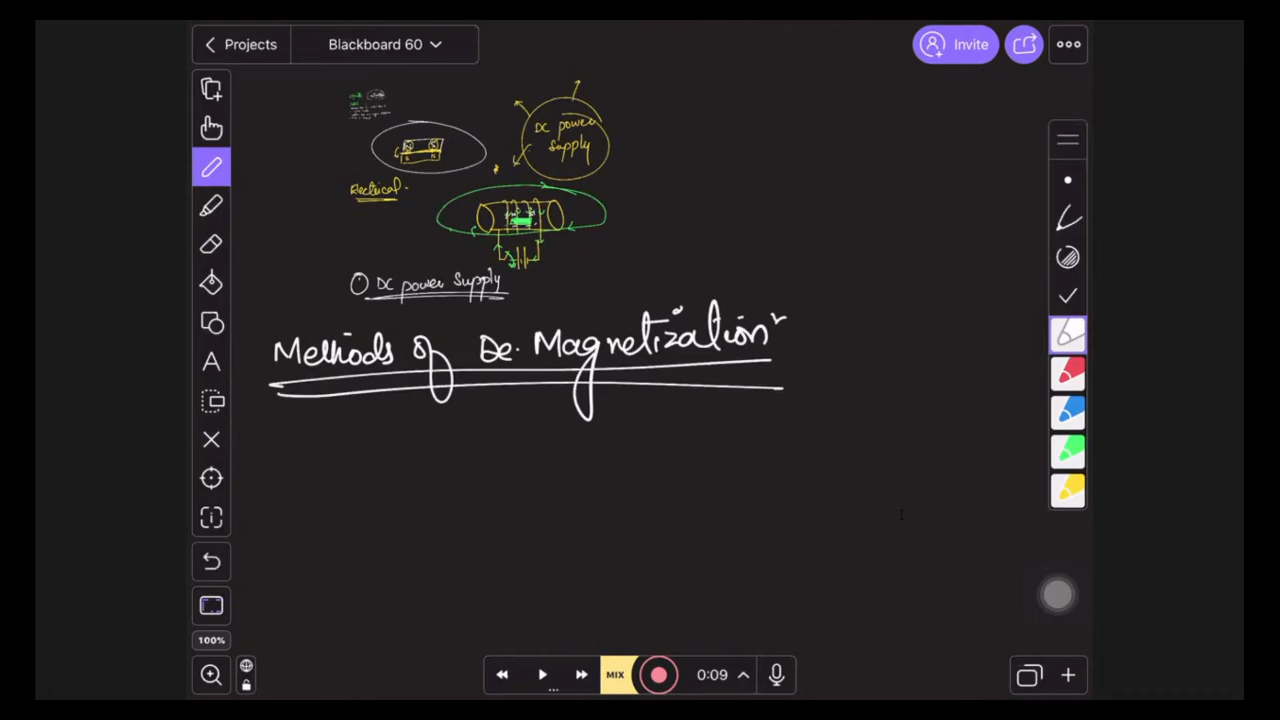 Projects
Blackboard 60
Invite
DC power
Supply
N S
S N
Electrical.
DC power Supply
Methods of De. Magnetization
A
100%
MIX
0:09